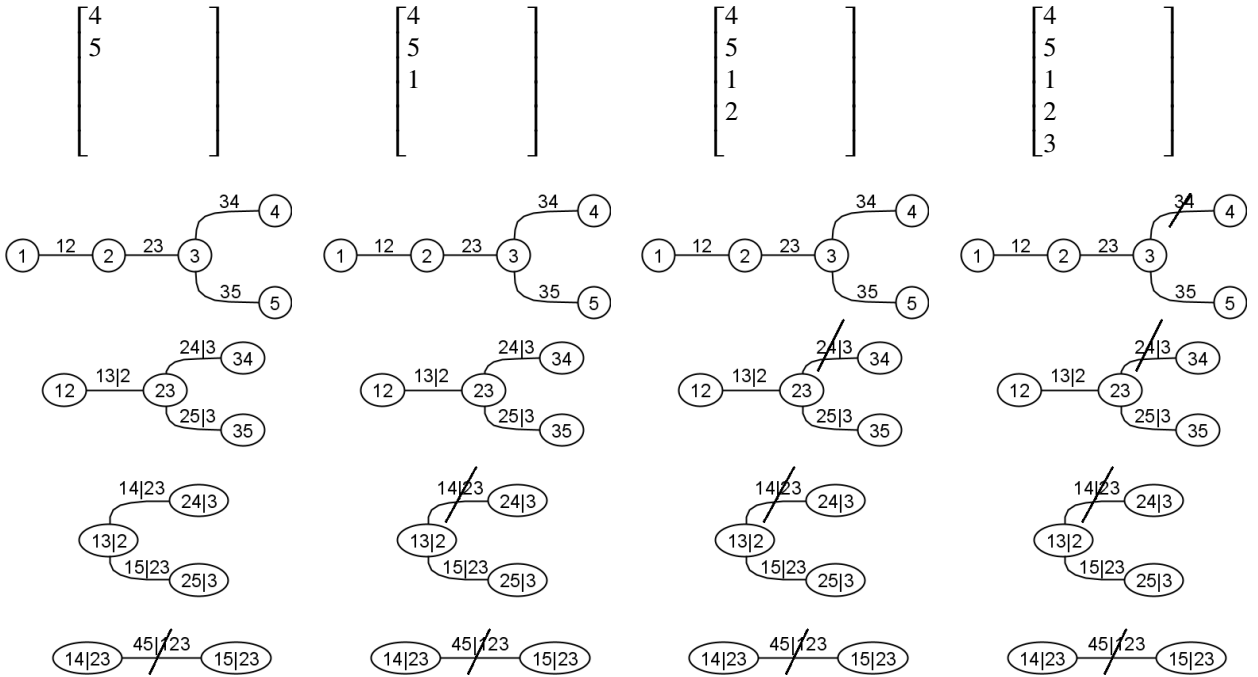 4 4 4 4
5 5 5 5
1 1 1
2 2
3
34 34 34 34
4 4 4 4
12 23 12 23 12 23 12 23
1 2 3 1 2 3 1 2 3 1 2 3
35 35 35 35
5 5 5 5
24|3 34 24|3 34 24|3 34 24|3 34
13|2 13|2 13|2 13|2
12 23 12 23 12 23 12 23
25|3 35 25|3 35 25|3 35 25|3 35
14|23 14|23 14|23 14|23
24|3 24|3 24|3 24|3
13|2 13|2 13|2 13|2
15|23 25|3 15|23 25|3 15|23 25|3 15|23 25|3
45|123 45|123 45|123 45|123
14|23 15|23 14|23 15|23 14|23 15|23 14|23 15|23